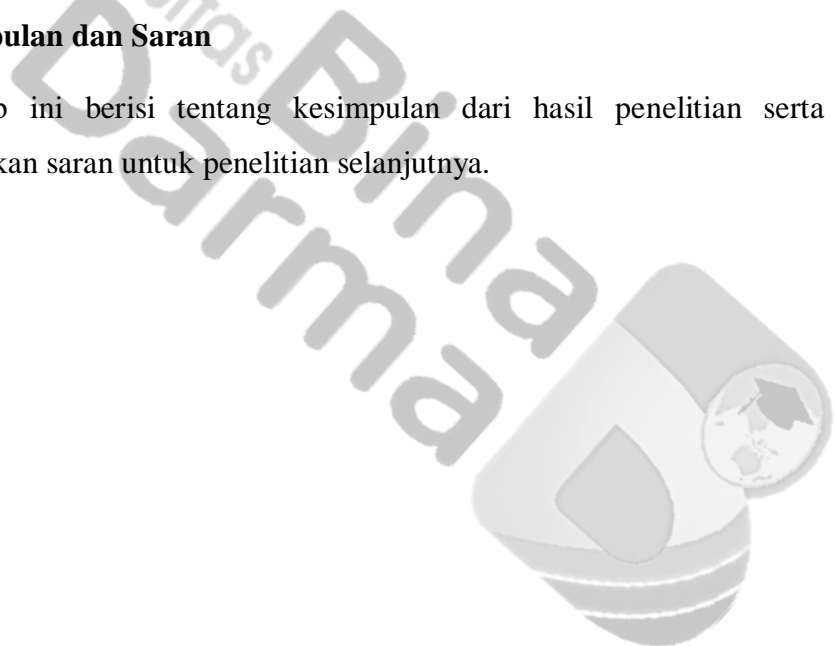 pulan dan Saran
ini berisi tentang kesimpulan dari hasil penelitian serta
kan saran untuk penelitian selanjutnya.
Bina
Darma